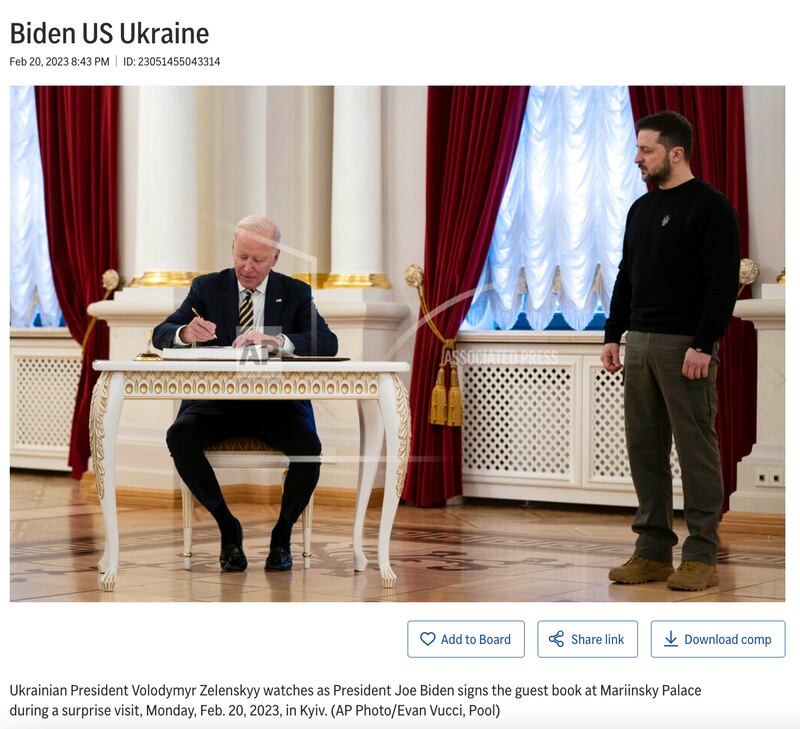 Biden US Ukraine
Feb 20, 2023 8:43 PM | ID: 23051455043314
AP
ASSOCIATED PRESS
Add to Board
Share link
Download comp
Ukrainian President Volodymyr Zelenskyy watches as President Joe Biden signs the guest book at Mariinsky Palace
during a surprise visit, Monday, Feb. 20, 2023, in Kyiv. (AP Photo/Evan Vucci, Pool)